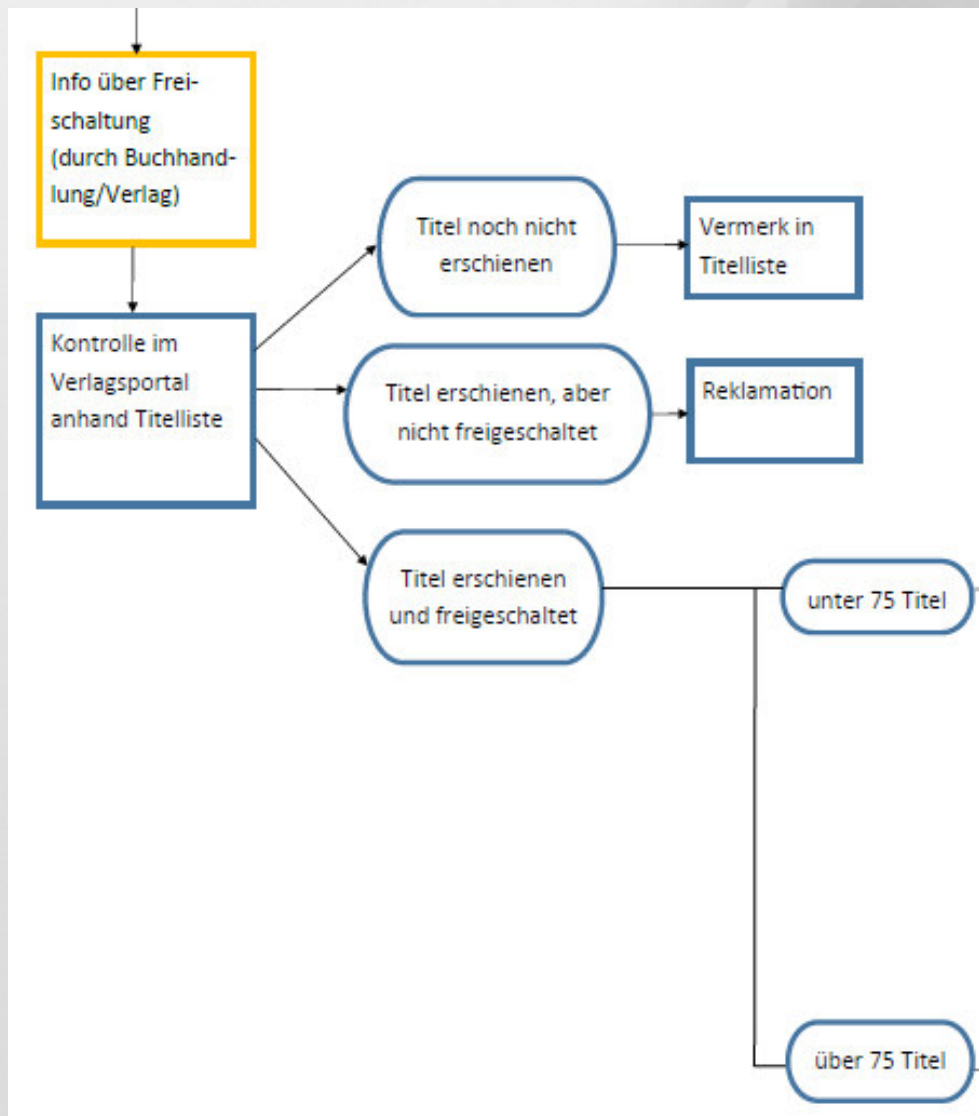 Info über Frei-
schaltung
(durch Buchhand-
lung/Verlag)
Titel noch nicht
erschienen
Vermerk in
Titelliste
Kontrolle im
Verlagsportal
anhand Titelliste
Titel erschienen, aber
nicht freigeschaltet
Reklamation
Titel erschienen
und freigeschaltet
unter 75 Titel
über 75 Titel